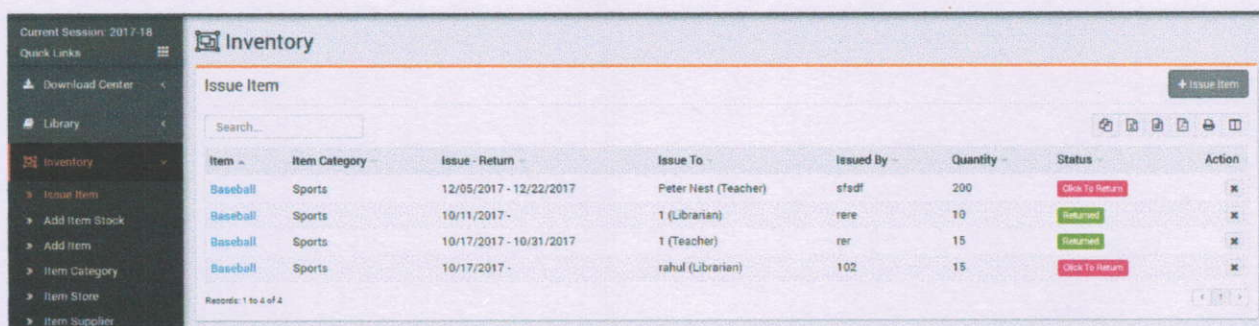 Current Session: 2017-18
Quick Links
Download Center
Library
Inventory
Issue Item
Add Item Stock
Add Item
Item Category
Item Store
Item Supplier
Inventory
Issue Item
+ Issue Item
Search...
Item Item Category Issue - Return Issue To Issued By Quantity Status Action
Baseball Sports 12/05/2017 - 12/22/2017 Peter Nest (Teacher) sfsdf 200 Click To Return
Baseball Sports 10/11/2017 - 1 (Librarian) rere 10 Returned
Baseball Sports 10/17/2017 - 10/31/2017 1 (Teacher) rer 15 Returned
Baseball Sports 10/17/2017 - rahul (Librarian) 102 15 Click To Return
Records: 1 to 4 of 4
1